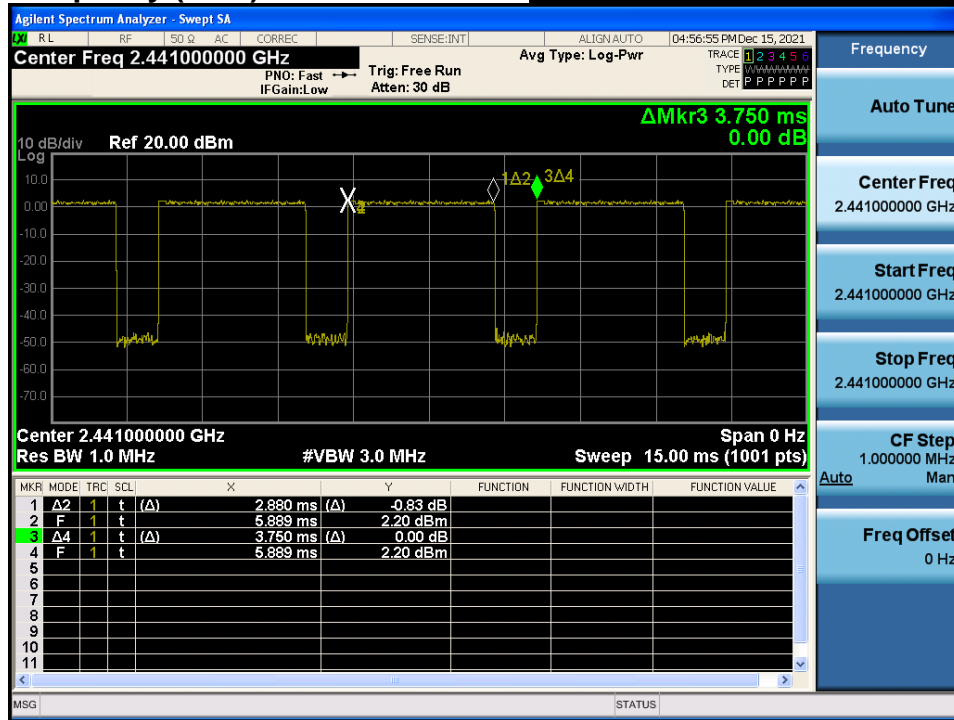 Agilent Spectrum Analyzer - Swept SA
LXI RL RF 50 Ω AC CORREC SENSE:INT ALIGN AUTO 04:56:55 PM Dec 15, 2021
Center Freq 2.441000000 GHz
PNO: Fast
IFGain:Low
Trig: Free Run
Atten: 30 dB
Avg Type: Log-Pwr
TRACE 1 2 3 4 5 6
TYPE WWWWWW
DET P P P P P P
ΔMkr3 3.750 ms
0.00 dB
10 dB/div Ref 20.00 dBm
Log
10.0
0.00
-10.0
-20.0
-30.0
-40.0
-50.0
-60.0
-70.0
X
1Δ2
3Δ4
Center 2.441000000 GHz Span 0 Hz
Res BW 1.0 MHz #VBW 3.0 MHz Sweep 15.00 ms (1001 pts)
MKR MODE TRC SCL X Y FUNCTION FUNCTION WIDTH FUNCTION VALUE
1 Δ2 1 t (Δ) 2.880 ms (Δ) -0.83 dB
2 F 1 t 5.889 ms 2.20 dBm
3 Δ4 1 t (Δ) 3.750 ms (Δ) 0.00 dB
4 F 1 t 5.889 ms 2.20 dBm
5
6
7
8
9
10
11
MSG STATUS
Frequency
Auto Tune
Center Freq
2.441000000 GHz
Start Freq
2.441000000 GHz
Stop Freq
2.441000000 GHz
CF Step
1.000000 MHz
Auto Man
Freq Offset
0 Hz